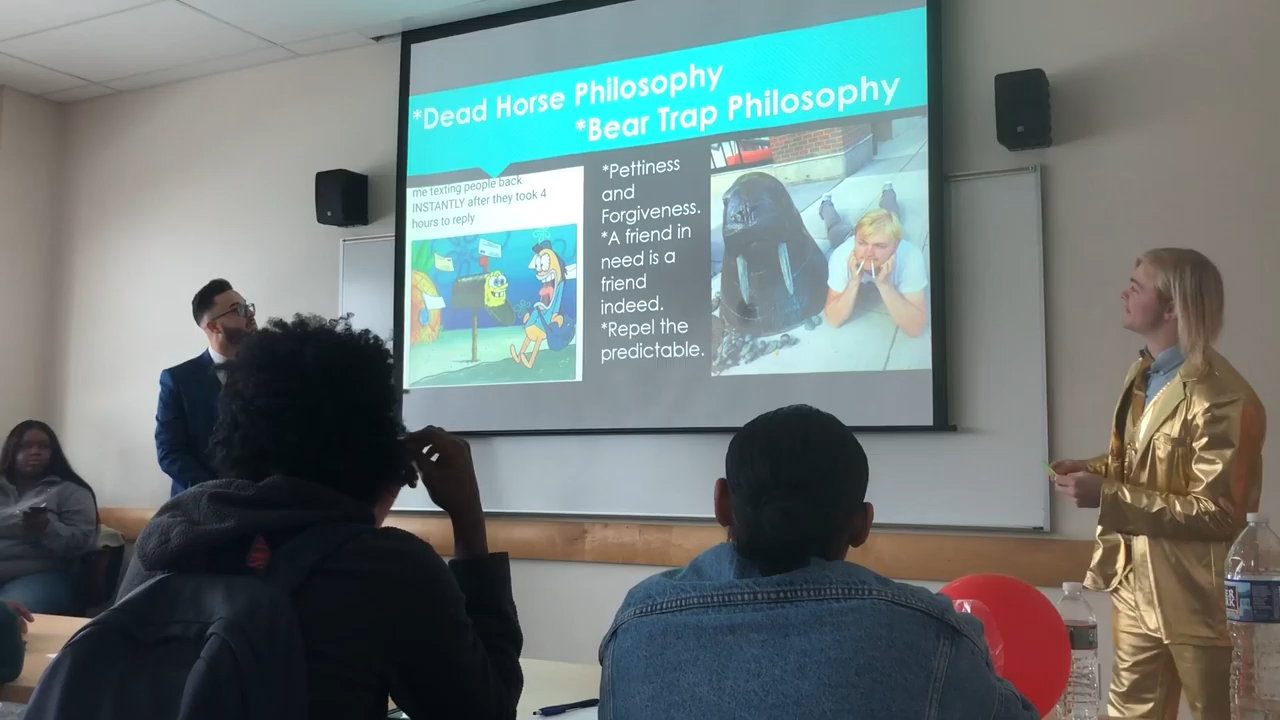 *Dead Horse Philosophy
*Bear Trap Philosophy
me texting people back
INSTANTLY after they took 4
hours to reply
*Pettiness
and
Forgiveness.
*A friend in
need is a
friend
indeed.
*Repel the
predictable.